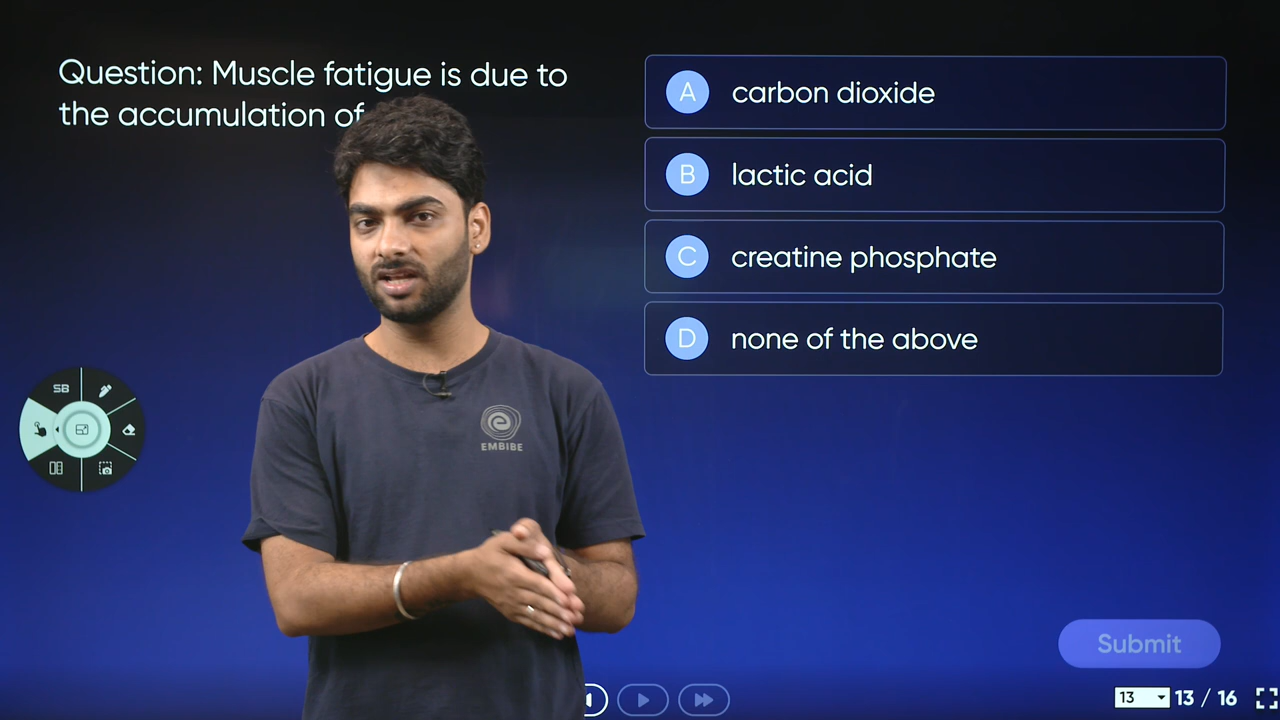 Question: Muscle fatigue is due to
the accumulation of
A carbon dioxide
B lactic acid
C creatine phosphate
D none of the above
SB
e
EMBIBE
Submit
13 13 / 16